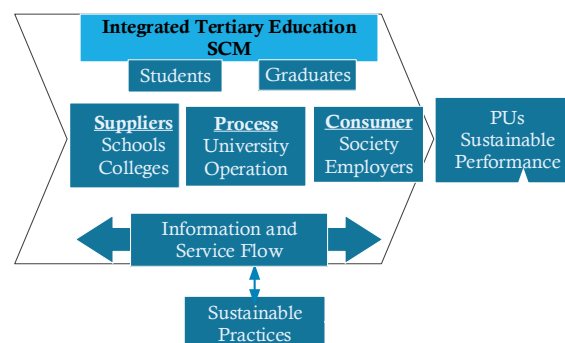 Integrated Tertiary Education
SCM
Students
Graduates
Suppliers
Schools
Colleges
Process
University
Operation
Consumer
Society
Employers
PUs
Sustainable
Performance
Information and
Service Flow
Sustainable
Practices